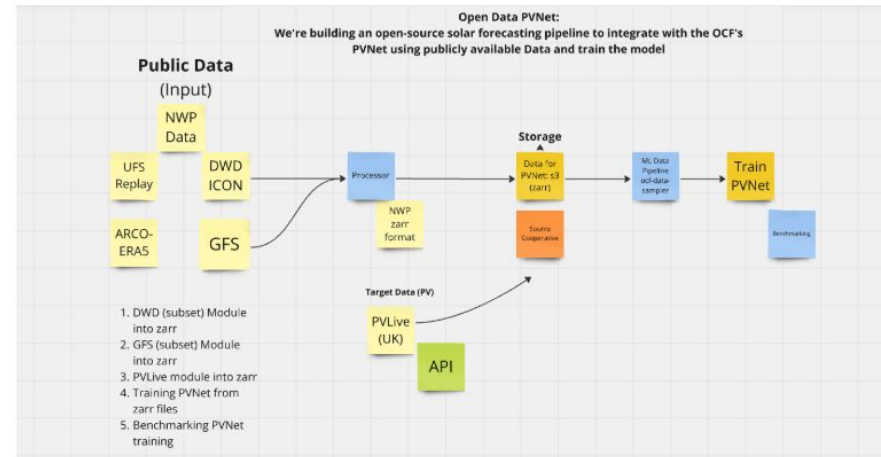 Open Data PVNet:
We're building an open-source solar forecasting pipeline to integrate with the OCF's
PVNet using publicly available Data and train the model
Public Data
(Input)
NWP
Data
UFS
Replay
DWD
ICON
ARCO-
ERA5
GFS
Processor
NWP
zarr
format
Storage
Data for
PVNet: s3
(zarr)
Source
Cooperative
ML Data
Pipeline
ocf-data-
sampler
Train
PVNet
Benchmarking
Target Data (PV)
PVLive
(UK)
API
1. DWD (subset) Module
into zarr
2. GFS (subset) Module
into zarr
3. PVLive module into zarr
4. Training PVNet from
zarr files
5. Benchmarking PVNet
training